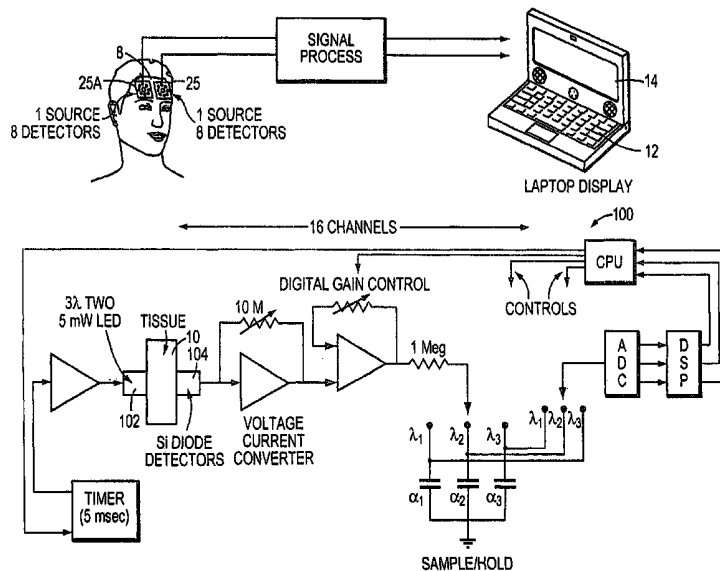 8
25A
25
1 SOURCE
8 DETECTORS
1 SOURCE
8 DETECTORS
SIGNAL
PROCESS
14
12
LAPTOP DISPLAY
16 CHANNELS
100
CPU
DIGITAL GAIN CONTROL
CONTROLS
3λ TWO
5 mW LED
TISSUE
10
104
10 M
1 Meg
A
D
C
D
S
P
102
Si DIODE
DETECTORS
VOLTAGE
CURRENT
CONVERTER
λ1
λ2
λ3
λ1
λ2
λ3
α1
α2
α3
TIMER
(5 msec)
SAMPLE/HOLD